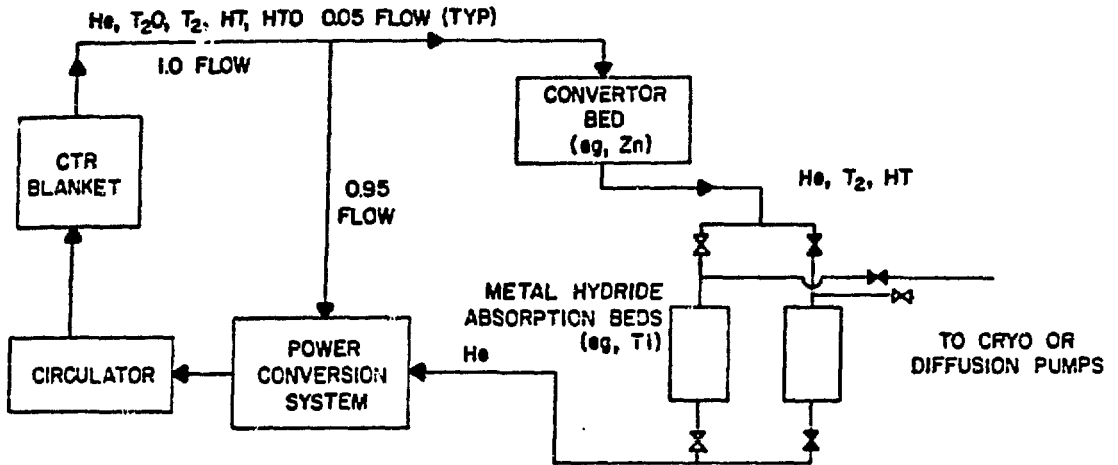 He, T2O, T2, HT, HTO 0.05 FLOW (TYP)
1.0 FLOW
CONVERTOR
BED
(eg, Zn)
CTR
BLANKET
He, T2, HT
0.95
FLOW
METAL HYDRIDE
ABSORPTION BEDS
(eg, Ti)
TO CRYO OR
DIFFUSION PUMPS
He
POWER
CONVERSION
SYSTEM
CIRCULATOR